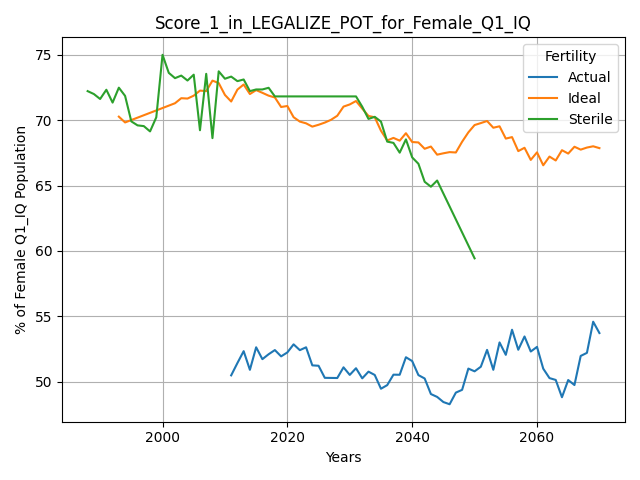 Score_1_in_LEGALIZE_POT_for_Female_Q1_IQ
% of Female Q1_IQ Population
75
70
65
60
55
50
2000
2020
2040
2060
Years
Fertility
Actual
Ideal
Sterile